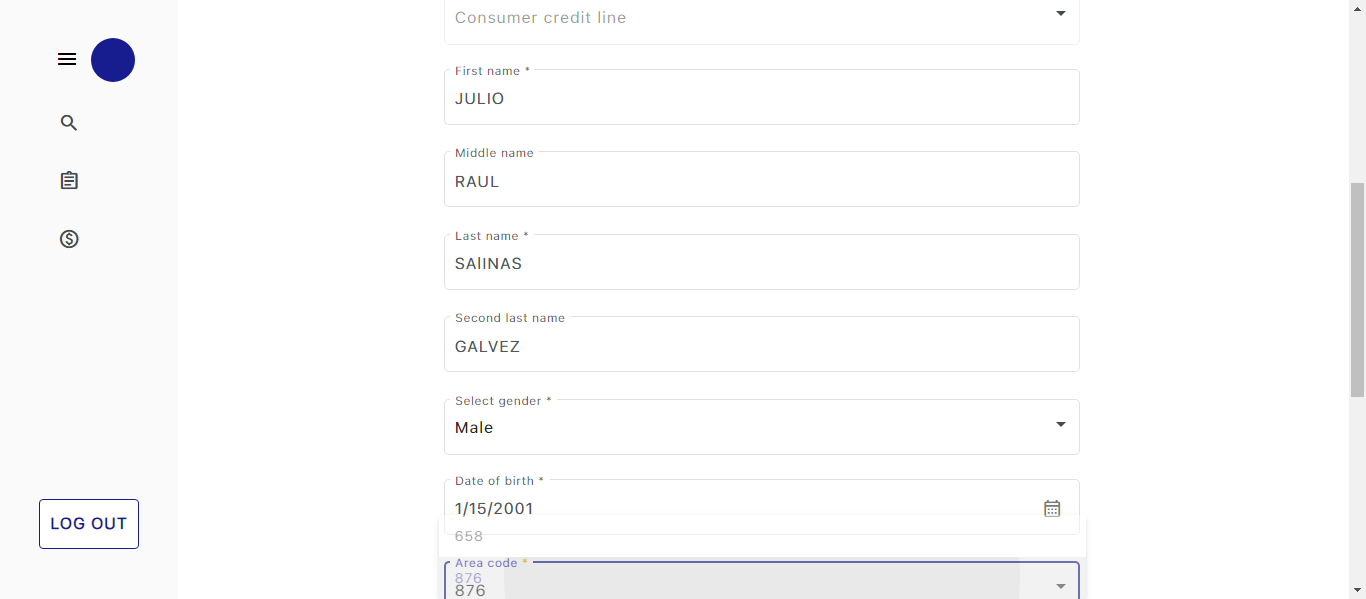 Consumer credit line
First name *
JULIO
Middle name
RAUL
Last name *
SAlINAS
Second last name
GALVEZ
Select gender *
Male
Date of birth *
1/15/2001
658
Area code *
876
876
LOG OUT